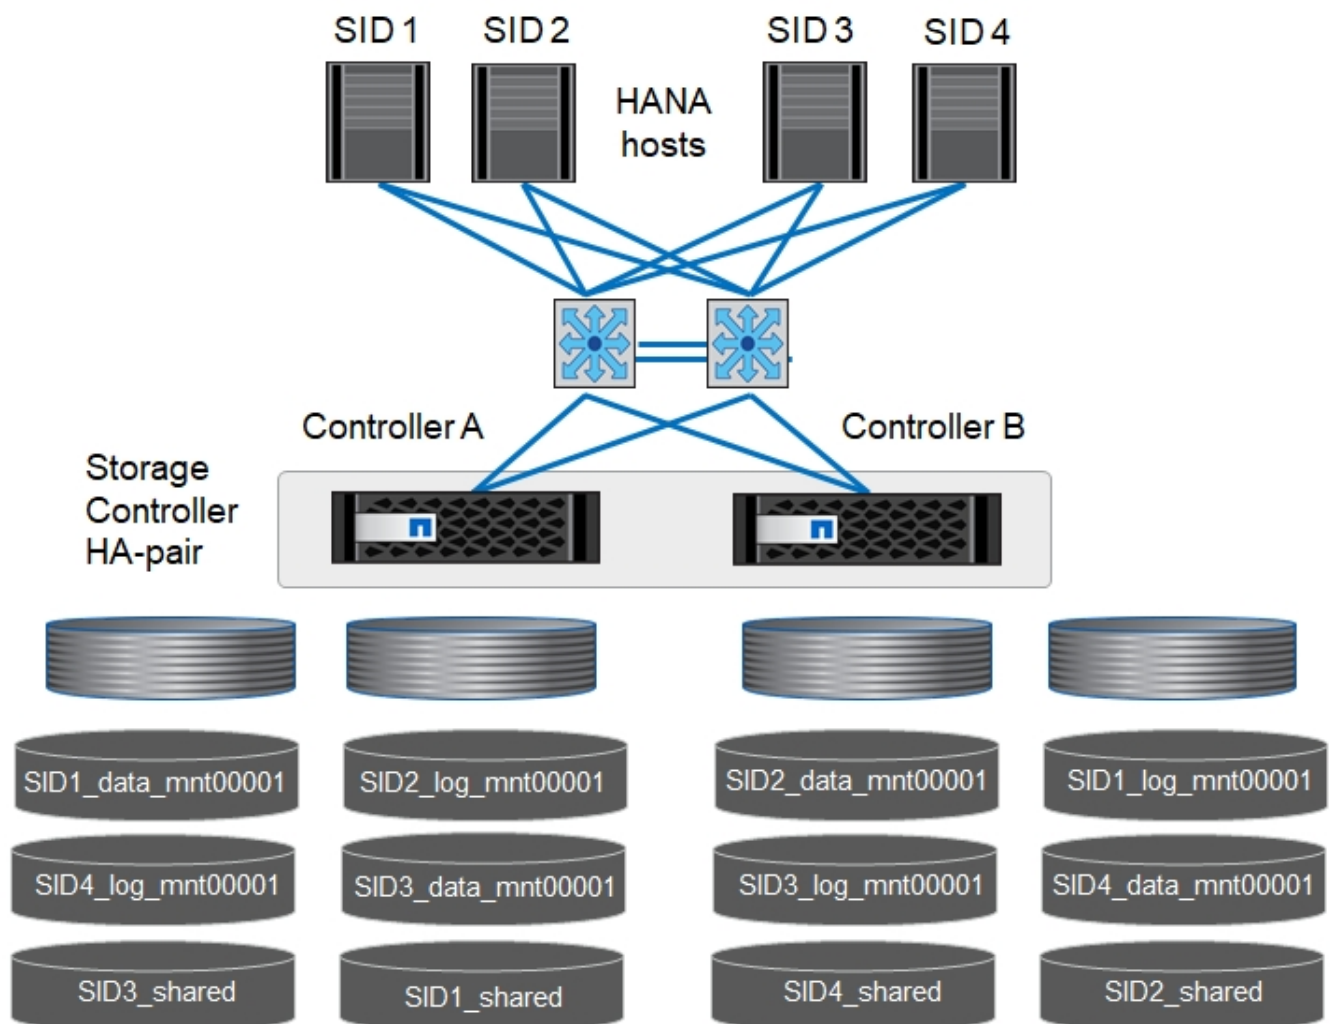 SID 1
SID 2
SID 3
SID 4
HANA
hosts
Controller A
Controller B
Storage
Controller
HA-pair
SID1_data_mnt00001
SID2_log_mnt00001
SID2_data_mnt00001
SID1_log_mnt00001
SID4_log_mnt00001
SID3_data_mnt00001
SID3_log_mnt00001
SID4_data_mnt00001
SID3_shared
SID1_shared
SID4_shared
SID2_shared